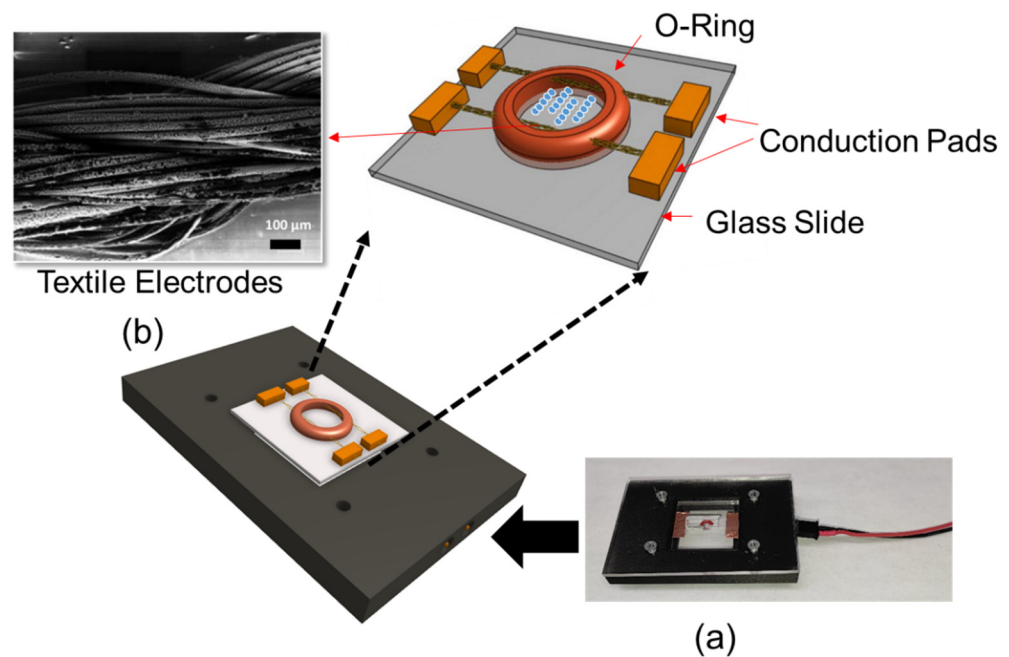 O-Ring
Conduction Pads
Glass Slide
100 µm
Textile Electrodes
(b)
(a)